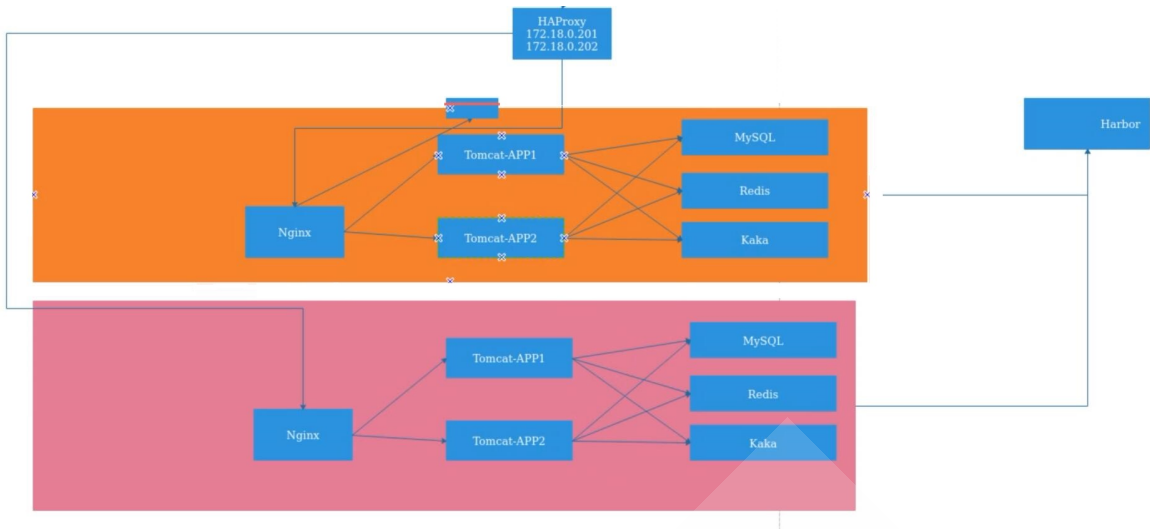 HAProxy
172.18.0.201
172.18.0.202
Harbor
MySQL
Tomcat-APP1
Redis
Nginx
Tomcat-APP2
Kaka
MySQL
Tomcat-APP1
Redis
Nginx
Tomcat-APP2
Kaka